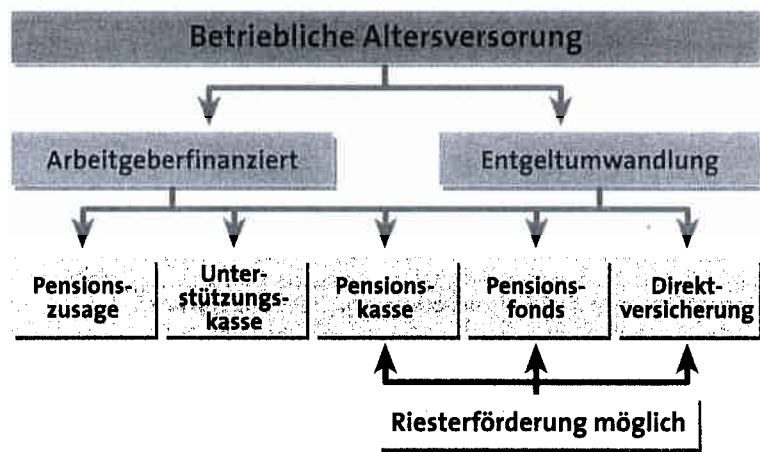 Betriebliche Altersversorung
Arbeitgeberfinanziert
Entgeltumwandlung
Pensions-
zusage
Unter-
stützungs-
kasse
Pensions-
kasse
Pensions-
fonds
Direkt-
versicherung
Riesterförderung möglich